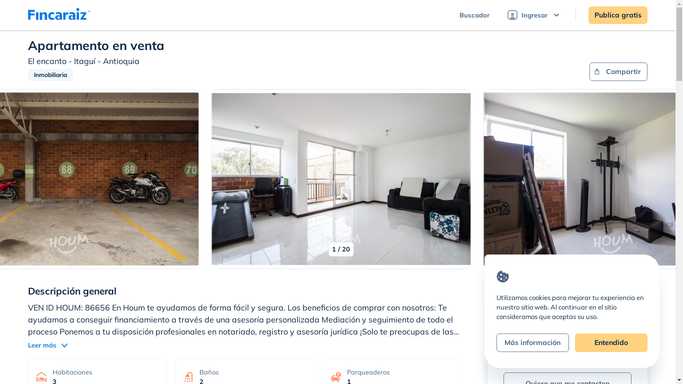 Fincaraiz
Buscador
Ingresar
Publica gratis
Apartamento en venta
El encanto - Itaguí - Antioquia
Inmobiliaria
Compartir
68
69
70
HOUM
HOUM
HOUM
1 / 20
Descripción general
VEN ID HOUM: 86656 En Houm te ayudamos de forma fácil y segura. Los beneficios de comprar con nosotros: Te
ayudamos a conseguir financiamiento a través de una asesoría personalizada Mediación y seguimiento de todo el
proceso Ponemos a tu disposición profesionales en notariado, registro y asesoría jurídica ¡Solo te preocupas de las...
Leer más
Habitaciones
3
Baños
2
Parqueaderos
1
Utilizamos cookies para mejorar tu experiencia en
nuestro sitio web. Al continuar en el sitio
consideramos que aceptas su uso.
Más información
Entendido
Quiero que me contacten